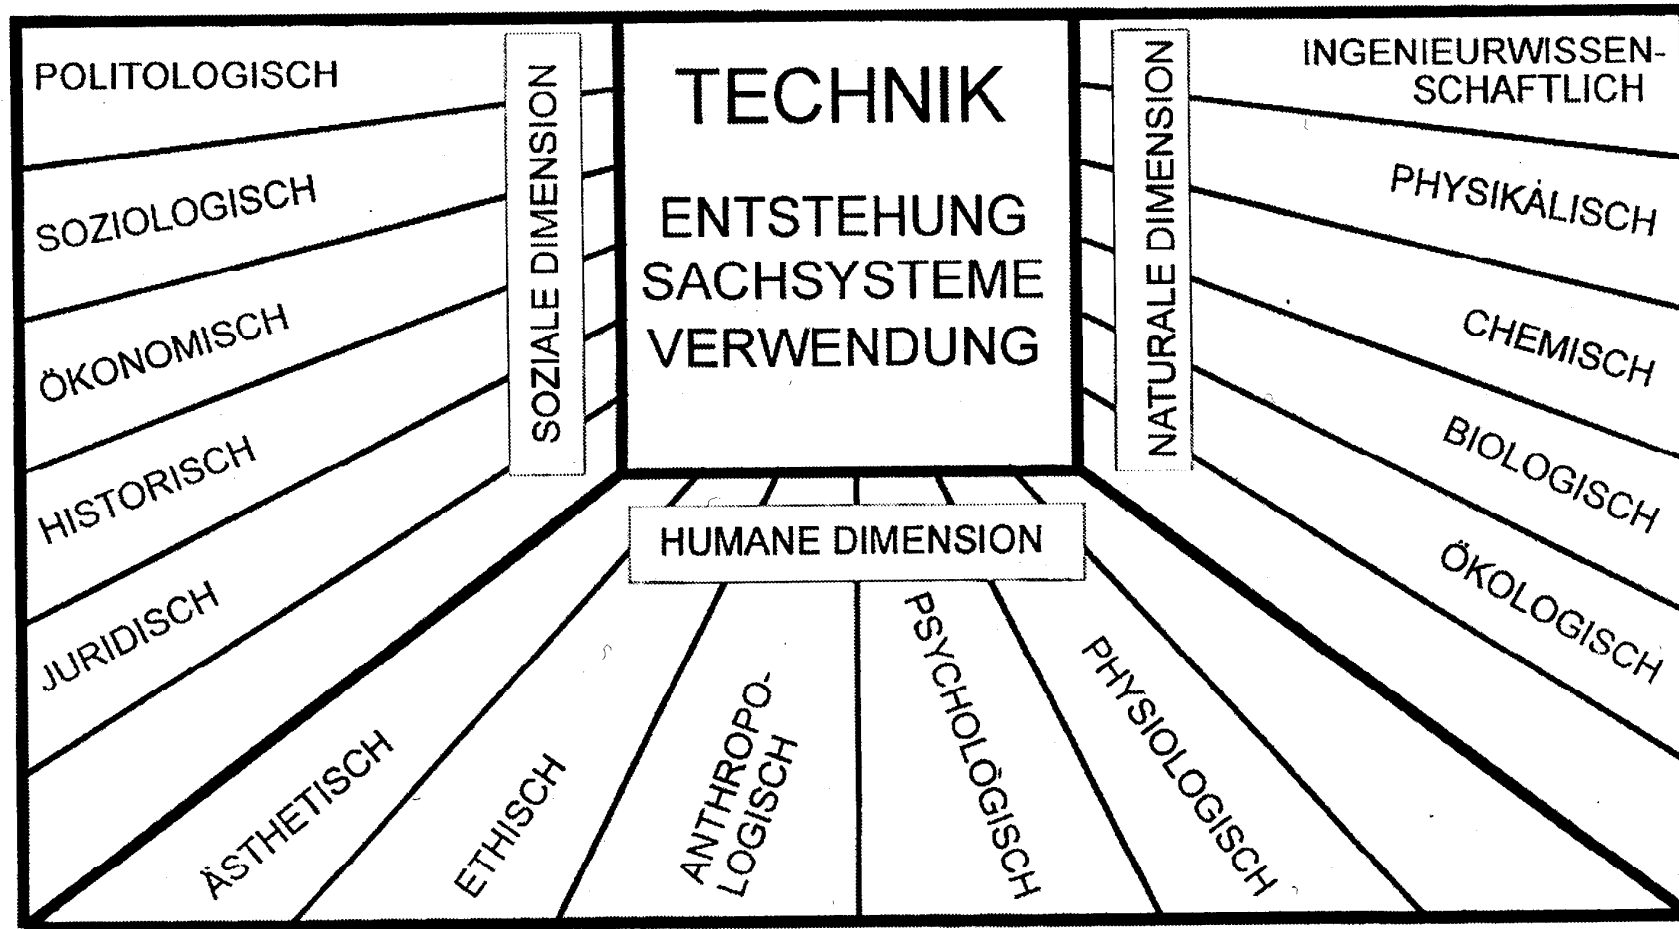 POLITOLOGISCH
SOZIOLOGISCH
ÖKONOMISCH
HISTORISCH
JURIDISCH
SOZIALE DIMENSION
TECHNIK
ENTSTEHUNG
SACHSYSTEME
VERWENDUNG
NATURALE DIMENSION
INGENIEURWISSEN-
SCHAFTLICH
PHYSIKALISCH
CHEMISCH
BIOLOGISCH
ÖKOLOGISCH
HUMANE DIMENSION
ÄSTHETISCH
ETHISCH
ANTHROPO-
LOGISCH
PSYCHOLOGISCH
PHYSIOLOGISCH